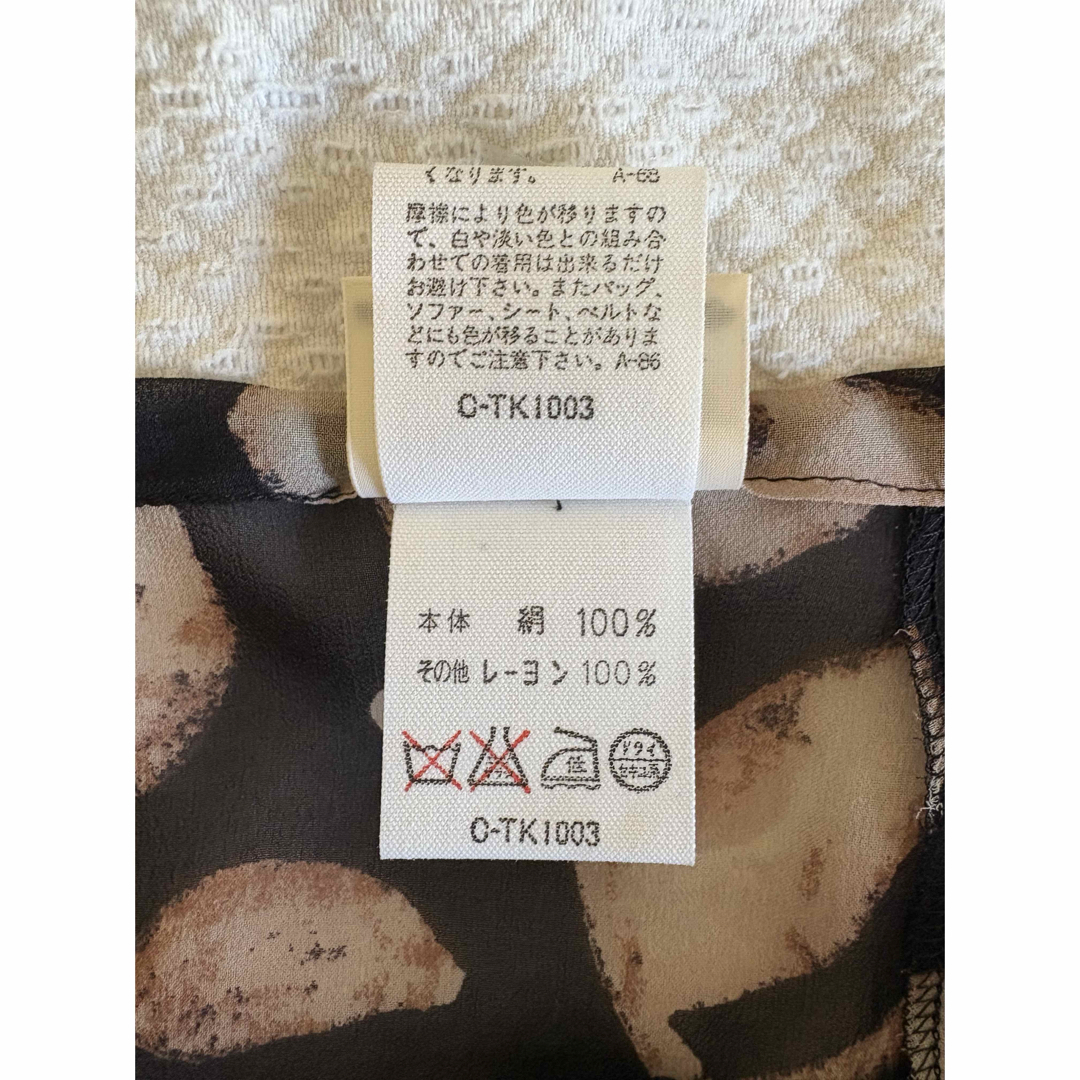 くなります。 A-68
摩擦により色が移りますの
で、白や淡い色との組み合
わせての着用は出来るだけ
お避け下さい。またバッグ、
ソファー、シート、ベルトな
どにも色が移ることがありま
すのでご注意下さい。A-86
C-TK1003
本体 絹 100%
その他 レーヨン 100%
低
ドライ
セキユ系
C-TK1003